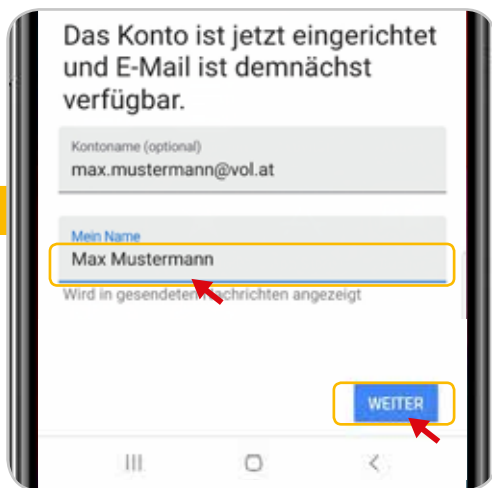 Das Konto ist jetzt eingerichtet
und E-Mail ist demnächst
verfügbar.
Kontoname (optional)
max.mustermann@vol.at
Mein Name
Max Mustermann
Wird in gesendeten Nachrichten angezeigt
WEITER